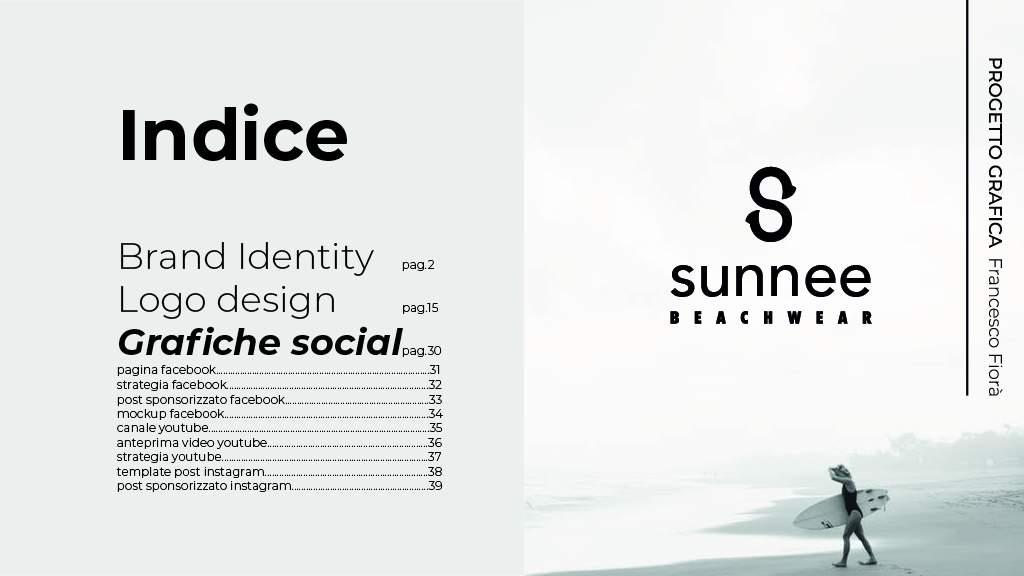 Indice
Brand Identity pag.2
Logo design pag.15
Grafiche social pag.30
pagina facebook 31
strategia facebook 32
post sponsorizzato facebook 33
mockup facebook 34
canale youtube 35
anteprima video youtube 36
strategia youtube 37
template post instagram 38
post sponsorizzato instagram 39
sunnee
BEACHWEAR
PROGETTO GRAFICA Francesco Fiorà